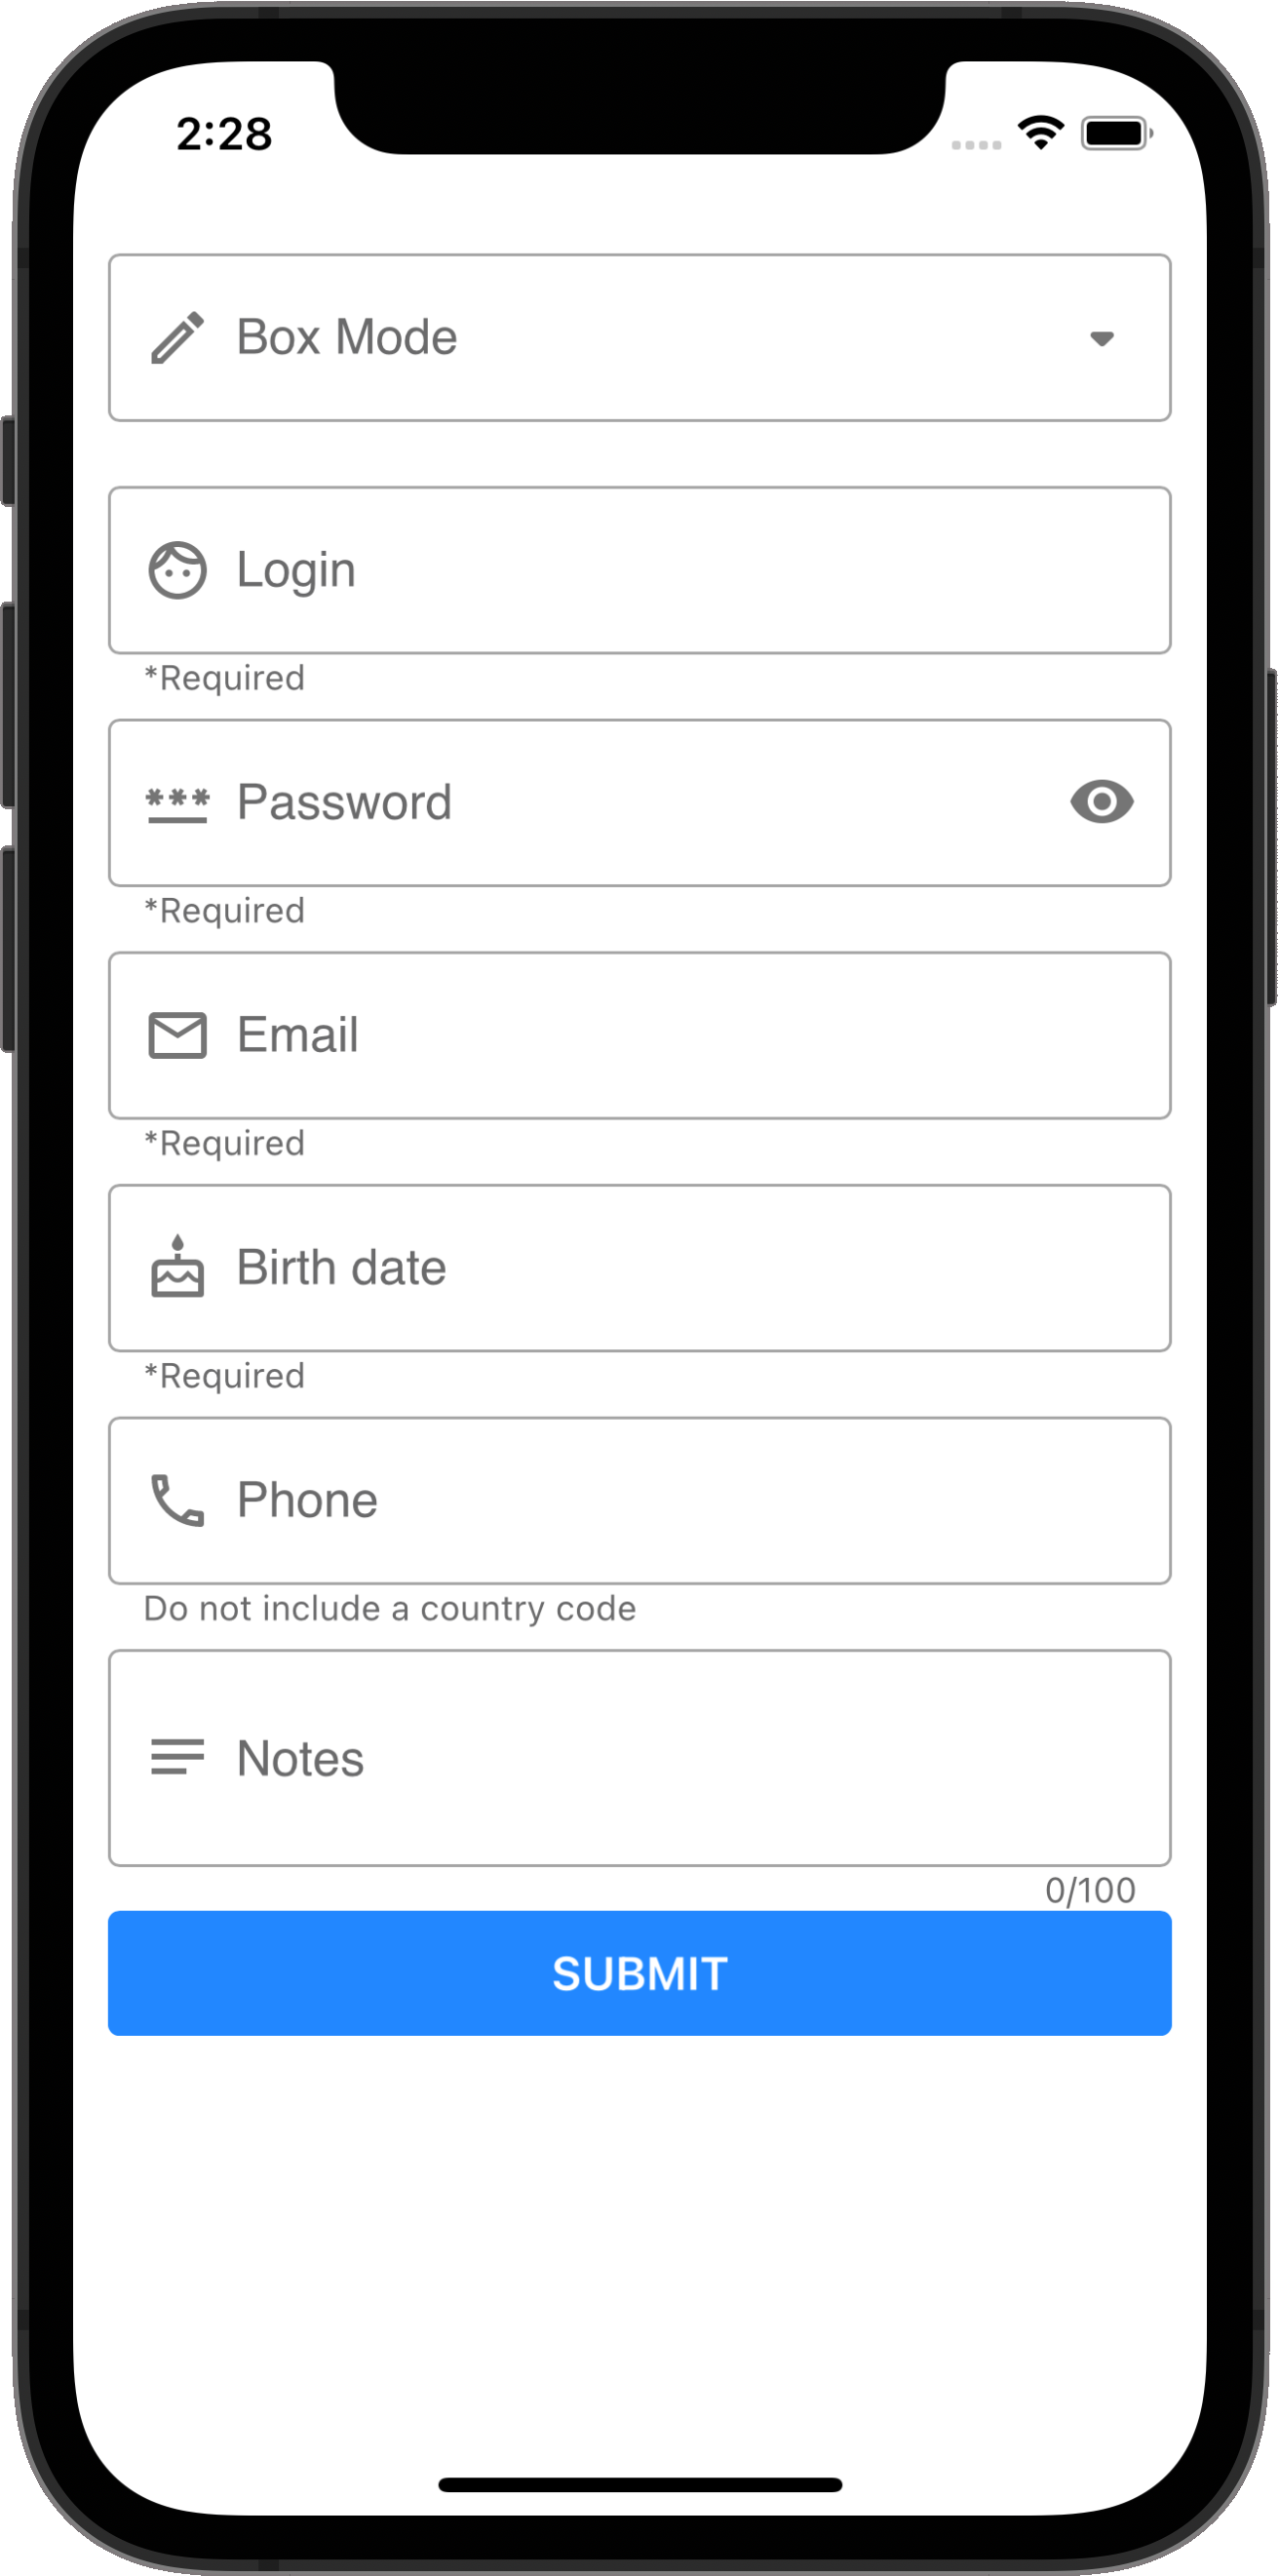 2:28
Box Mode
Login
*Required
Password
*Required
Email
*Required
Birth date
*Required
Phone
Do not include a country code
Notes
0/100
SUBMIT